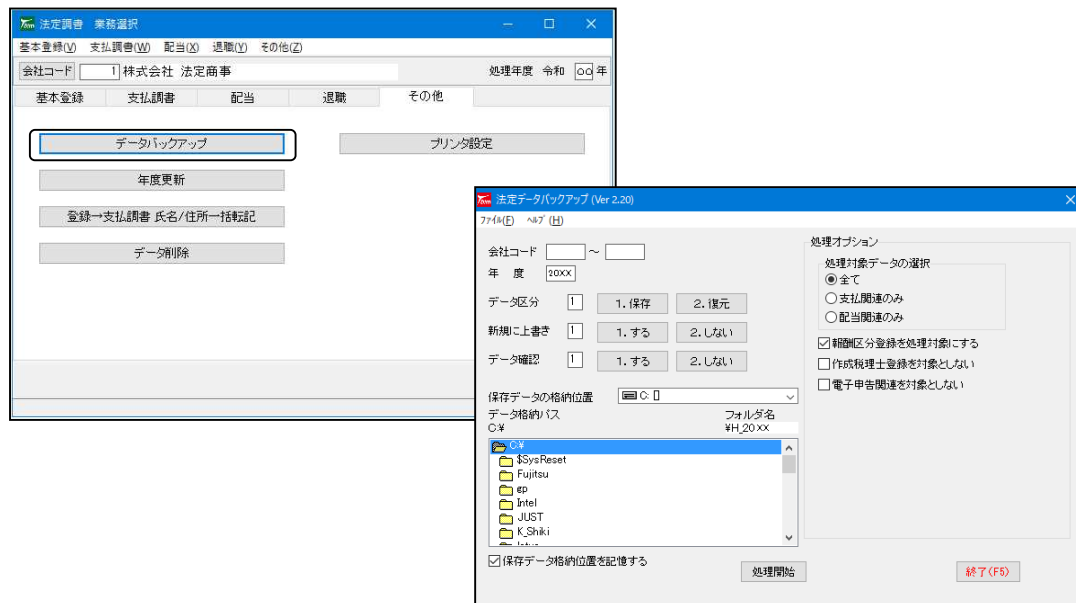 法定調書 業務選択
基本登録(V) 支払調書(W) 配当(X) 退職(Y) その他(Z)
会社コード 1 株式会社 法定商事 処理年度 令和 ○○ 年
基本登録 支払調書 配当 退職 その他
データバックアップ プリンタ設定
年度更新
登録→支払調書 氏名/住所一括転記
データ削除
法定データバックアップ (Ver 2.20)
ファイル(F) ヘルプ(H)
会社コード ~
年 度 20XX
データ区分 1 1.保存 2.復元
新規に上書き 1 1.する 2.しない
データ確認 1 1.する 2.しない
保存データの格納位置 C: []
データ格納パス フォルダ名
C:¥ ¥H_20XX
C:¥
$SysReset
Fujitsu
gp
Intel
JUST
K_Shiki
保存データ格納位置を記憶する
処理オプション
処理対象データの選択
全て
支払関連のみ
配当関連のみ
報酬区分登録を処理対象にする
作成税理士登録を対象としない
電子申告関連を対象としない
処理開始 終了(F5)